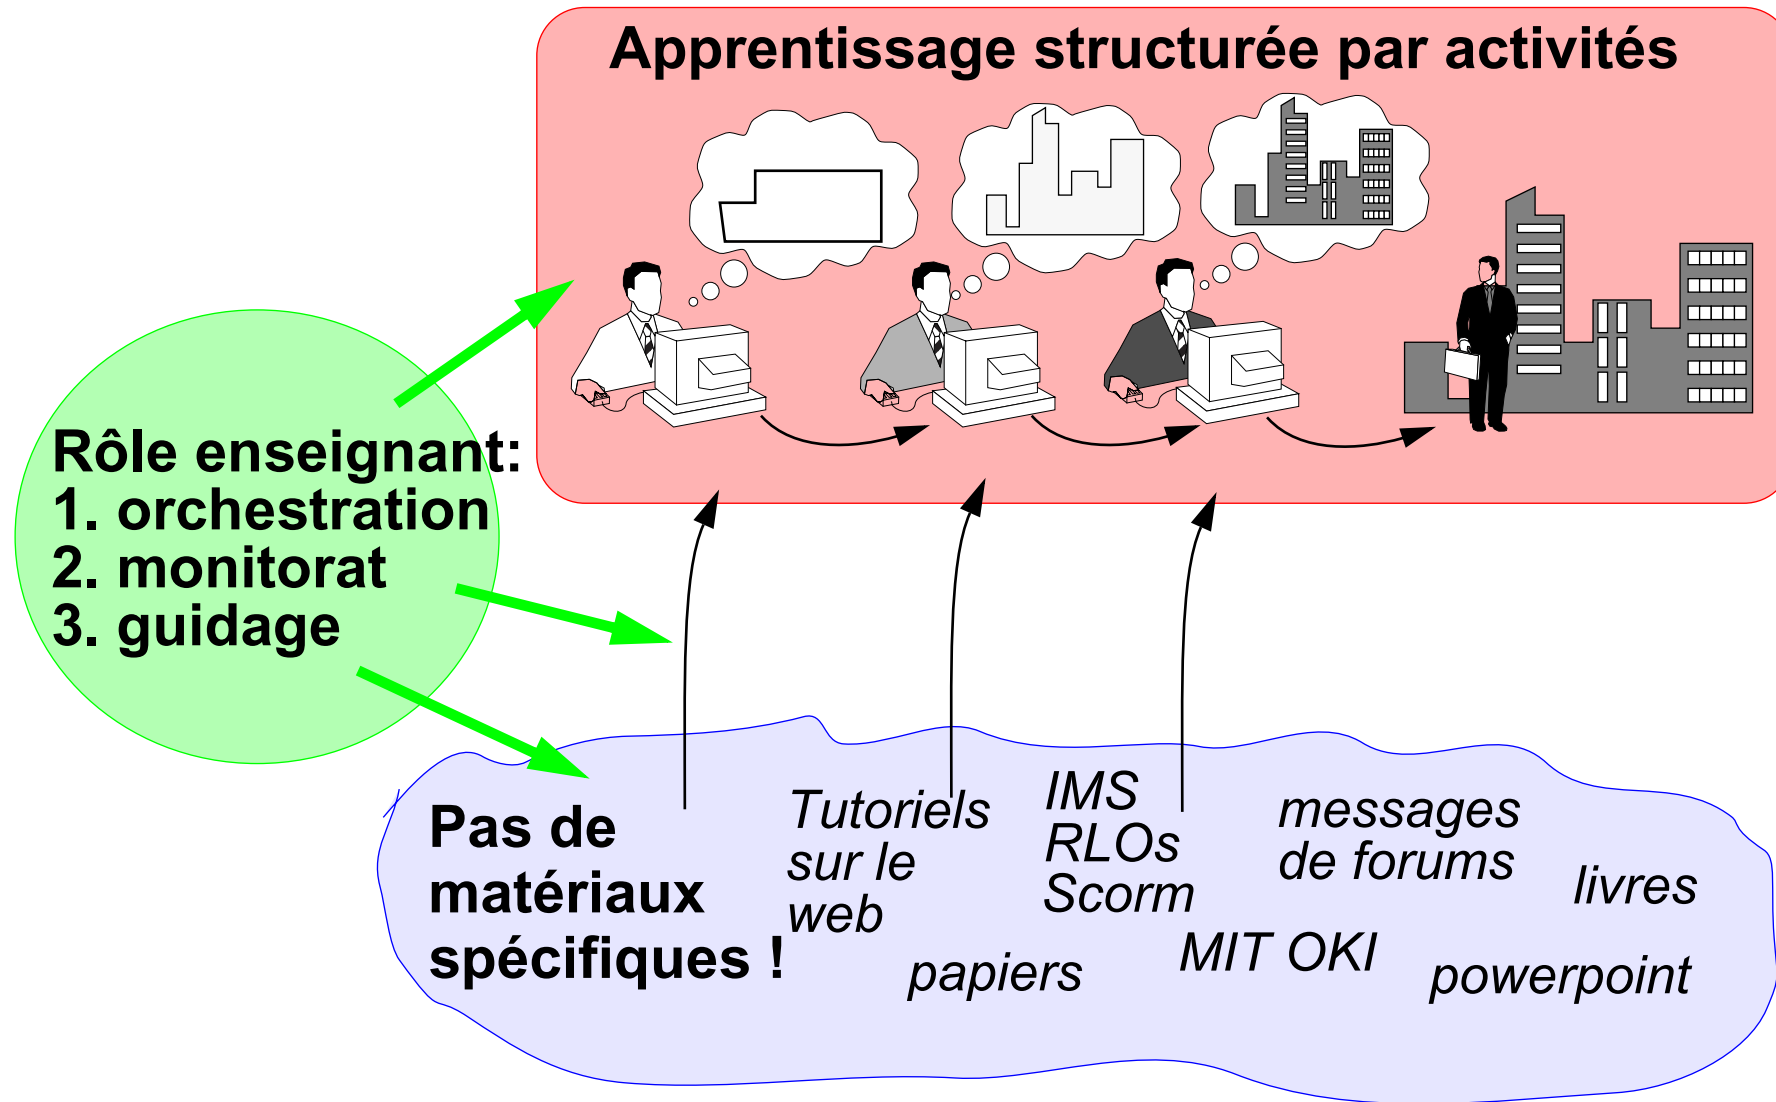 Apprentissage structurée par activités
Rôle enseignant:
1. orchestration
2. monitorat
3. guidage
Pas de
matériaux
spécifiques !
Tutoriels
sur le
web
IMS
RLOs
Scorm
messages
de forums
livres
papiers
MIT OKI
powerpoint